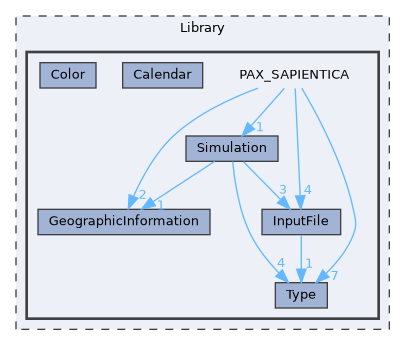 Library
Color
Calendar
PAX_SAPIENTICA
1
Simulation
2
1
3
4
GeographicInformation
InputFile
4
1
7
Type